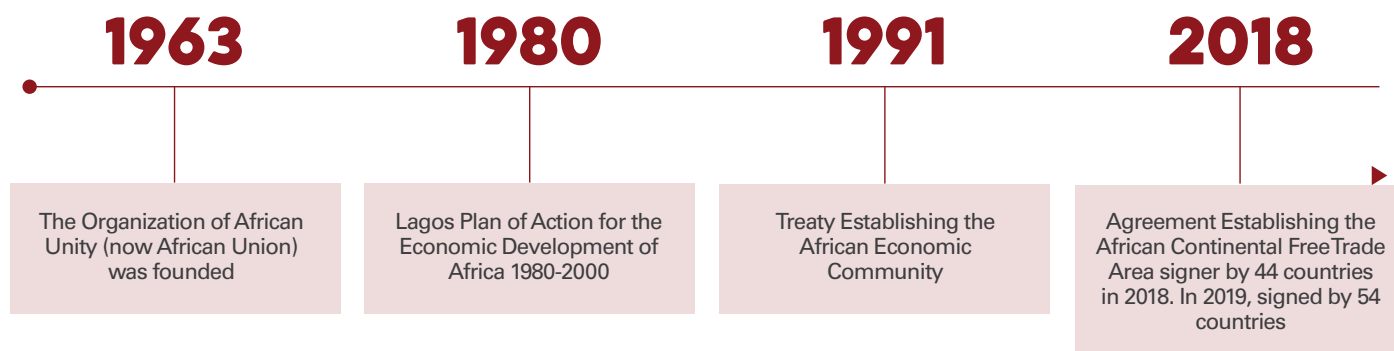 1963
The Organization of African
Unity (now African Union)
was founded
1980
Lagos Plan of Action for the
Economic Development of
Africa 1980-2000
1991
Treaty Establishing the
African Economic
Community
2018
Agreement Establishing the
African Continental Free Trade
Area signer by 44 countries
in 2018. In 2019, signed by 54
countries